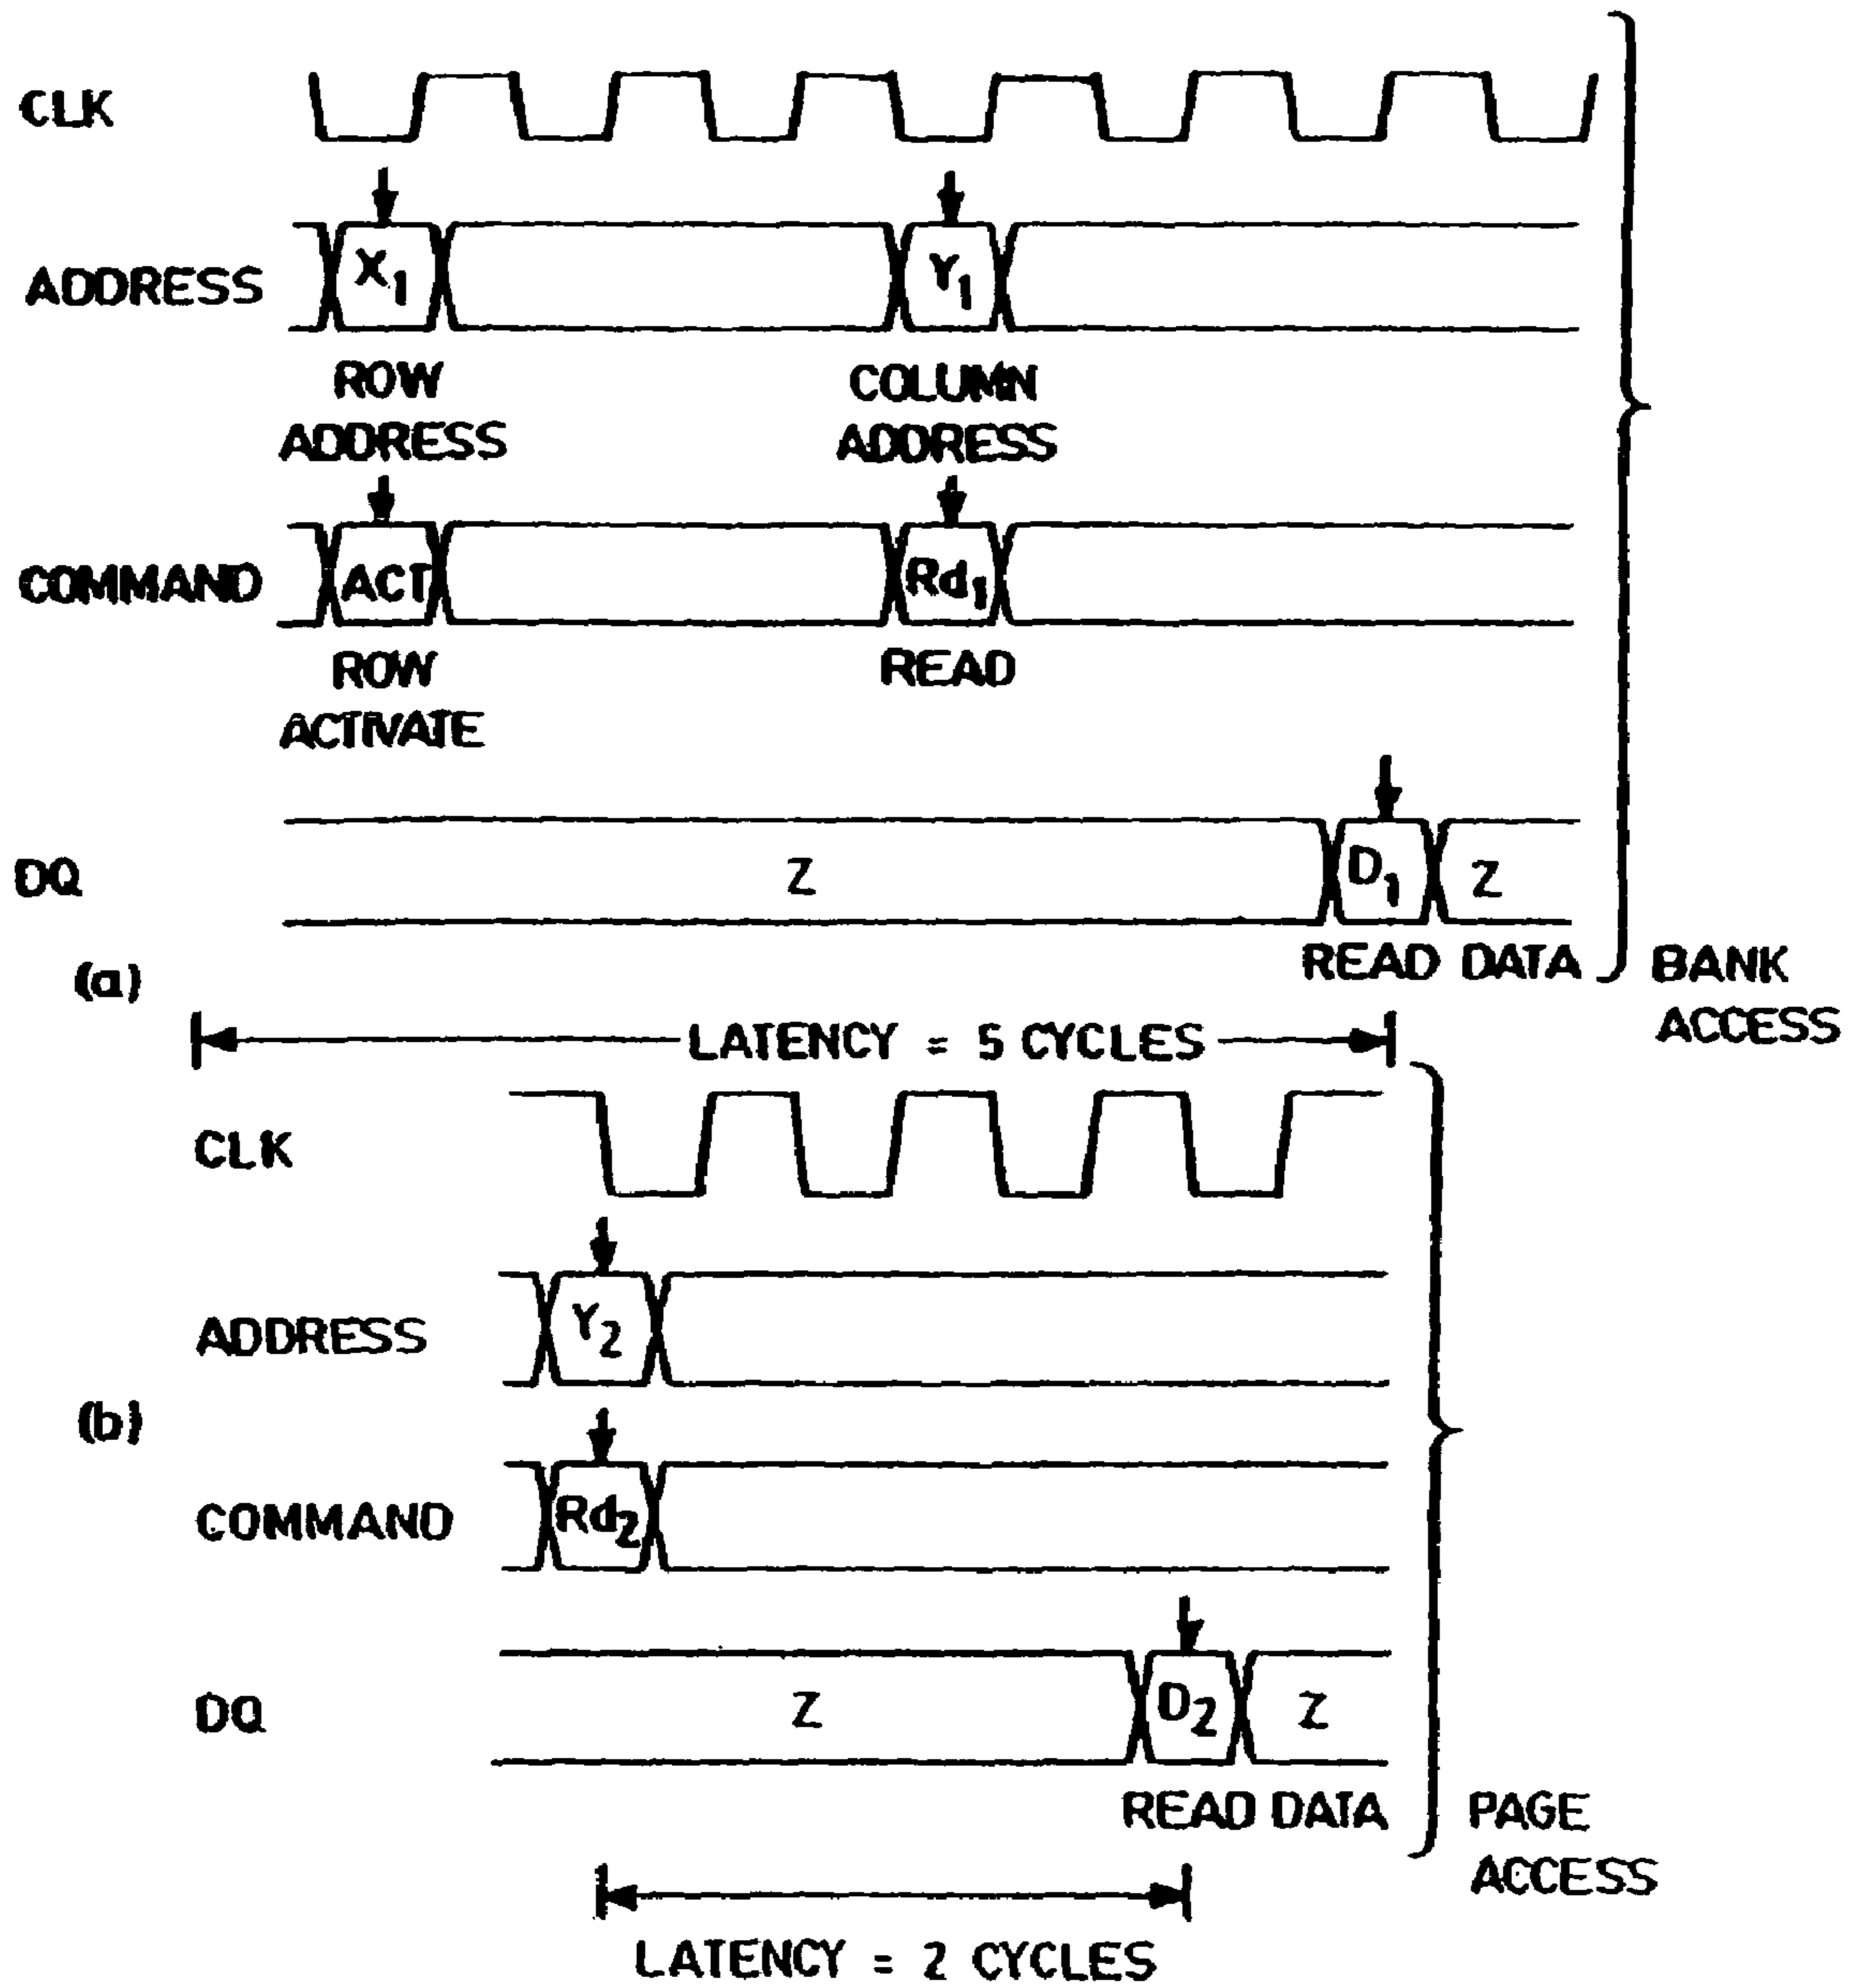 CLK
ADDRESS
X1
Y1
ROW
ADDRESS
COLUMN
ADDRESS
COMMAND
ACT
Rd1
ROW
ACTIVATE
READ
DQ
Z
D1
Z
READ DATA
(a)
BANK
ACCESS
LATENCY = 5 CYCLES
CLK
ADDRESS
Y2
(b)
COMMAND
Rd2
DQ
Z
D2
Z
READ DATA
PAGE
ACCESS
LATENCY = 2 CYCLES